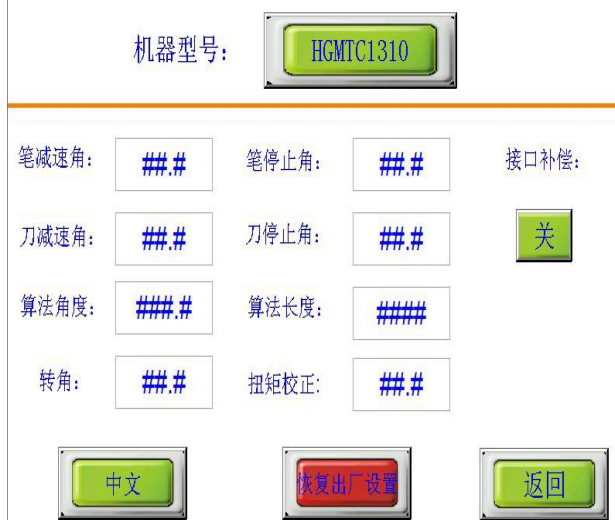 机器型号: HGMTC1310
笔减速角: ##.# 笔停止角: ##.# 接口补偿:
刀减速角: ##.# 刀停止角: ##.# 关
算法角度: ###.# 算法长度: ####
转角: ##.# 扭矩校正: ##.#
中文 恢复出厂设置 返回